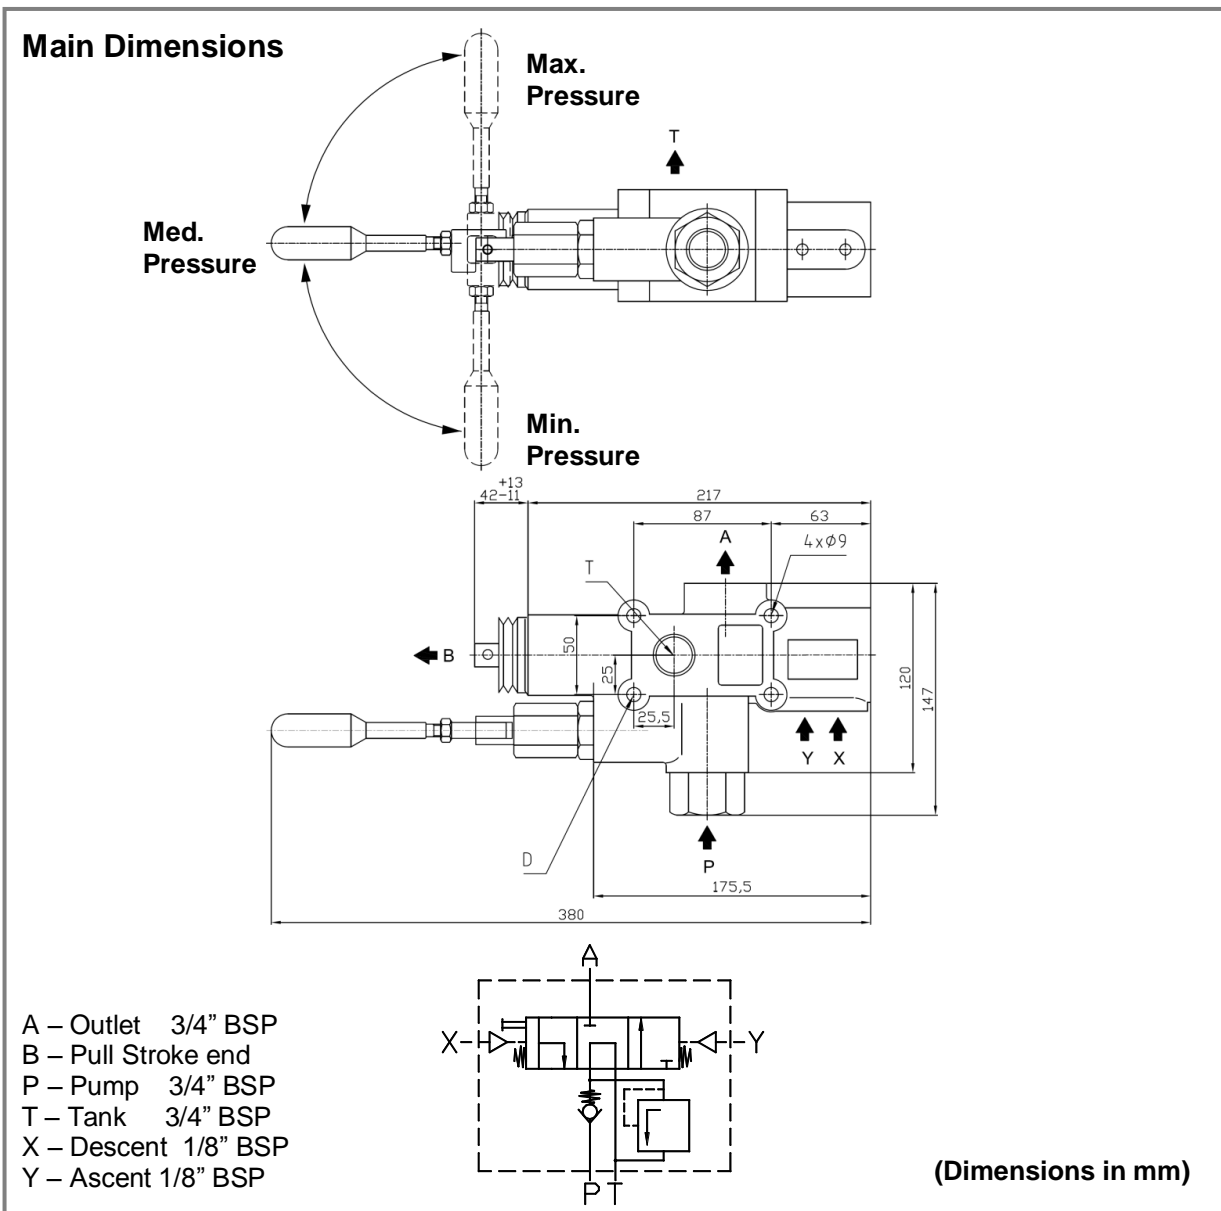 Main Dimensions
Max.
Pressure
T
Med.
Pressure
Min.
Pressure
+13
42-11
217
87
63
A
4xØ9
T
B
50
25
25,5
120
147
Y X
D
P
175,5
380
A
X
Y
P T
A – Outlet 3/4” BSP
B – Pull Stroke end
P – Pump 3/4” BSP
T – Tank 3/4” BSP
X – Descent 1/8” BSP
Y – Ascent 1/8” BSP
(Dimensions in mm)